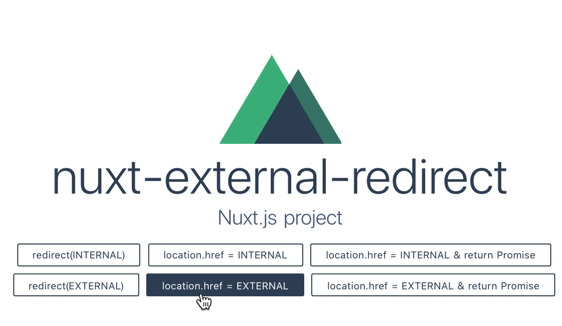 nuxt-external-redirect
Nuxt.js project
redirect(INTERNAL) location.href = INTERNAL location.href = INTERNAL & return Promise
redirect(EXTERNAL) location.href = EXTERNAL location.href = EXTERNAL & return Promise